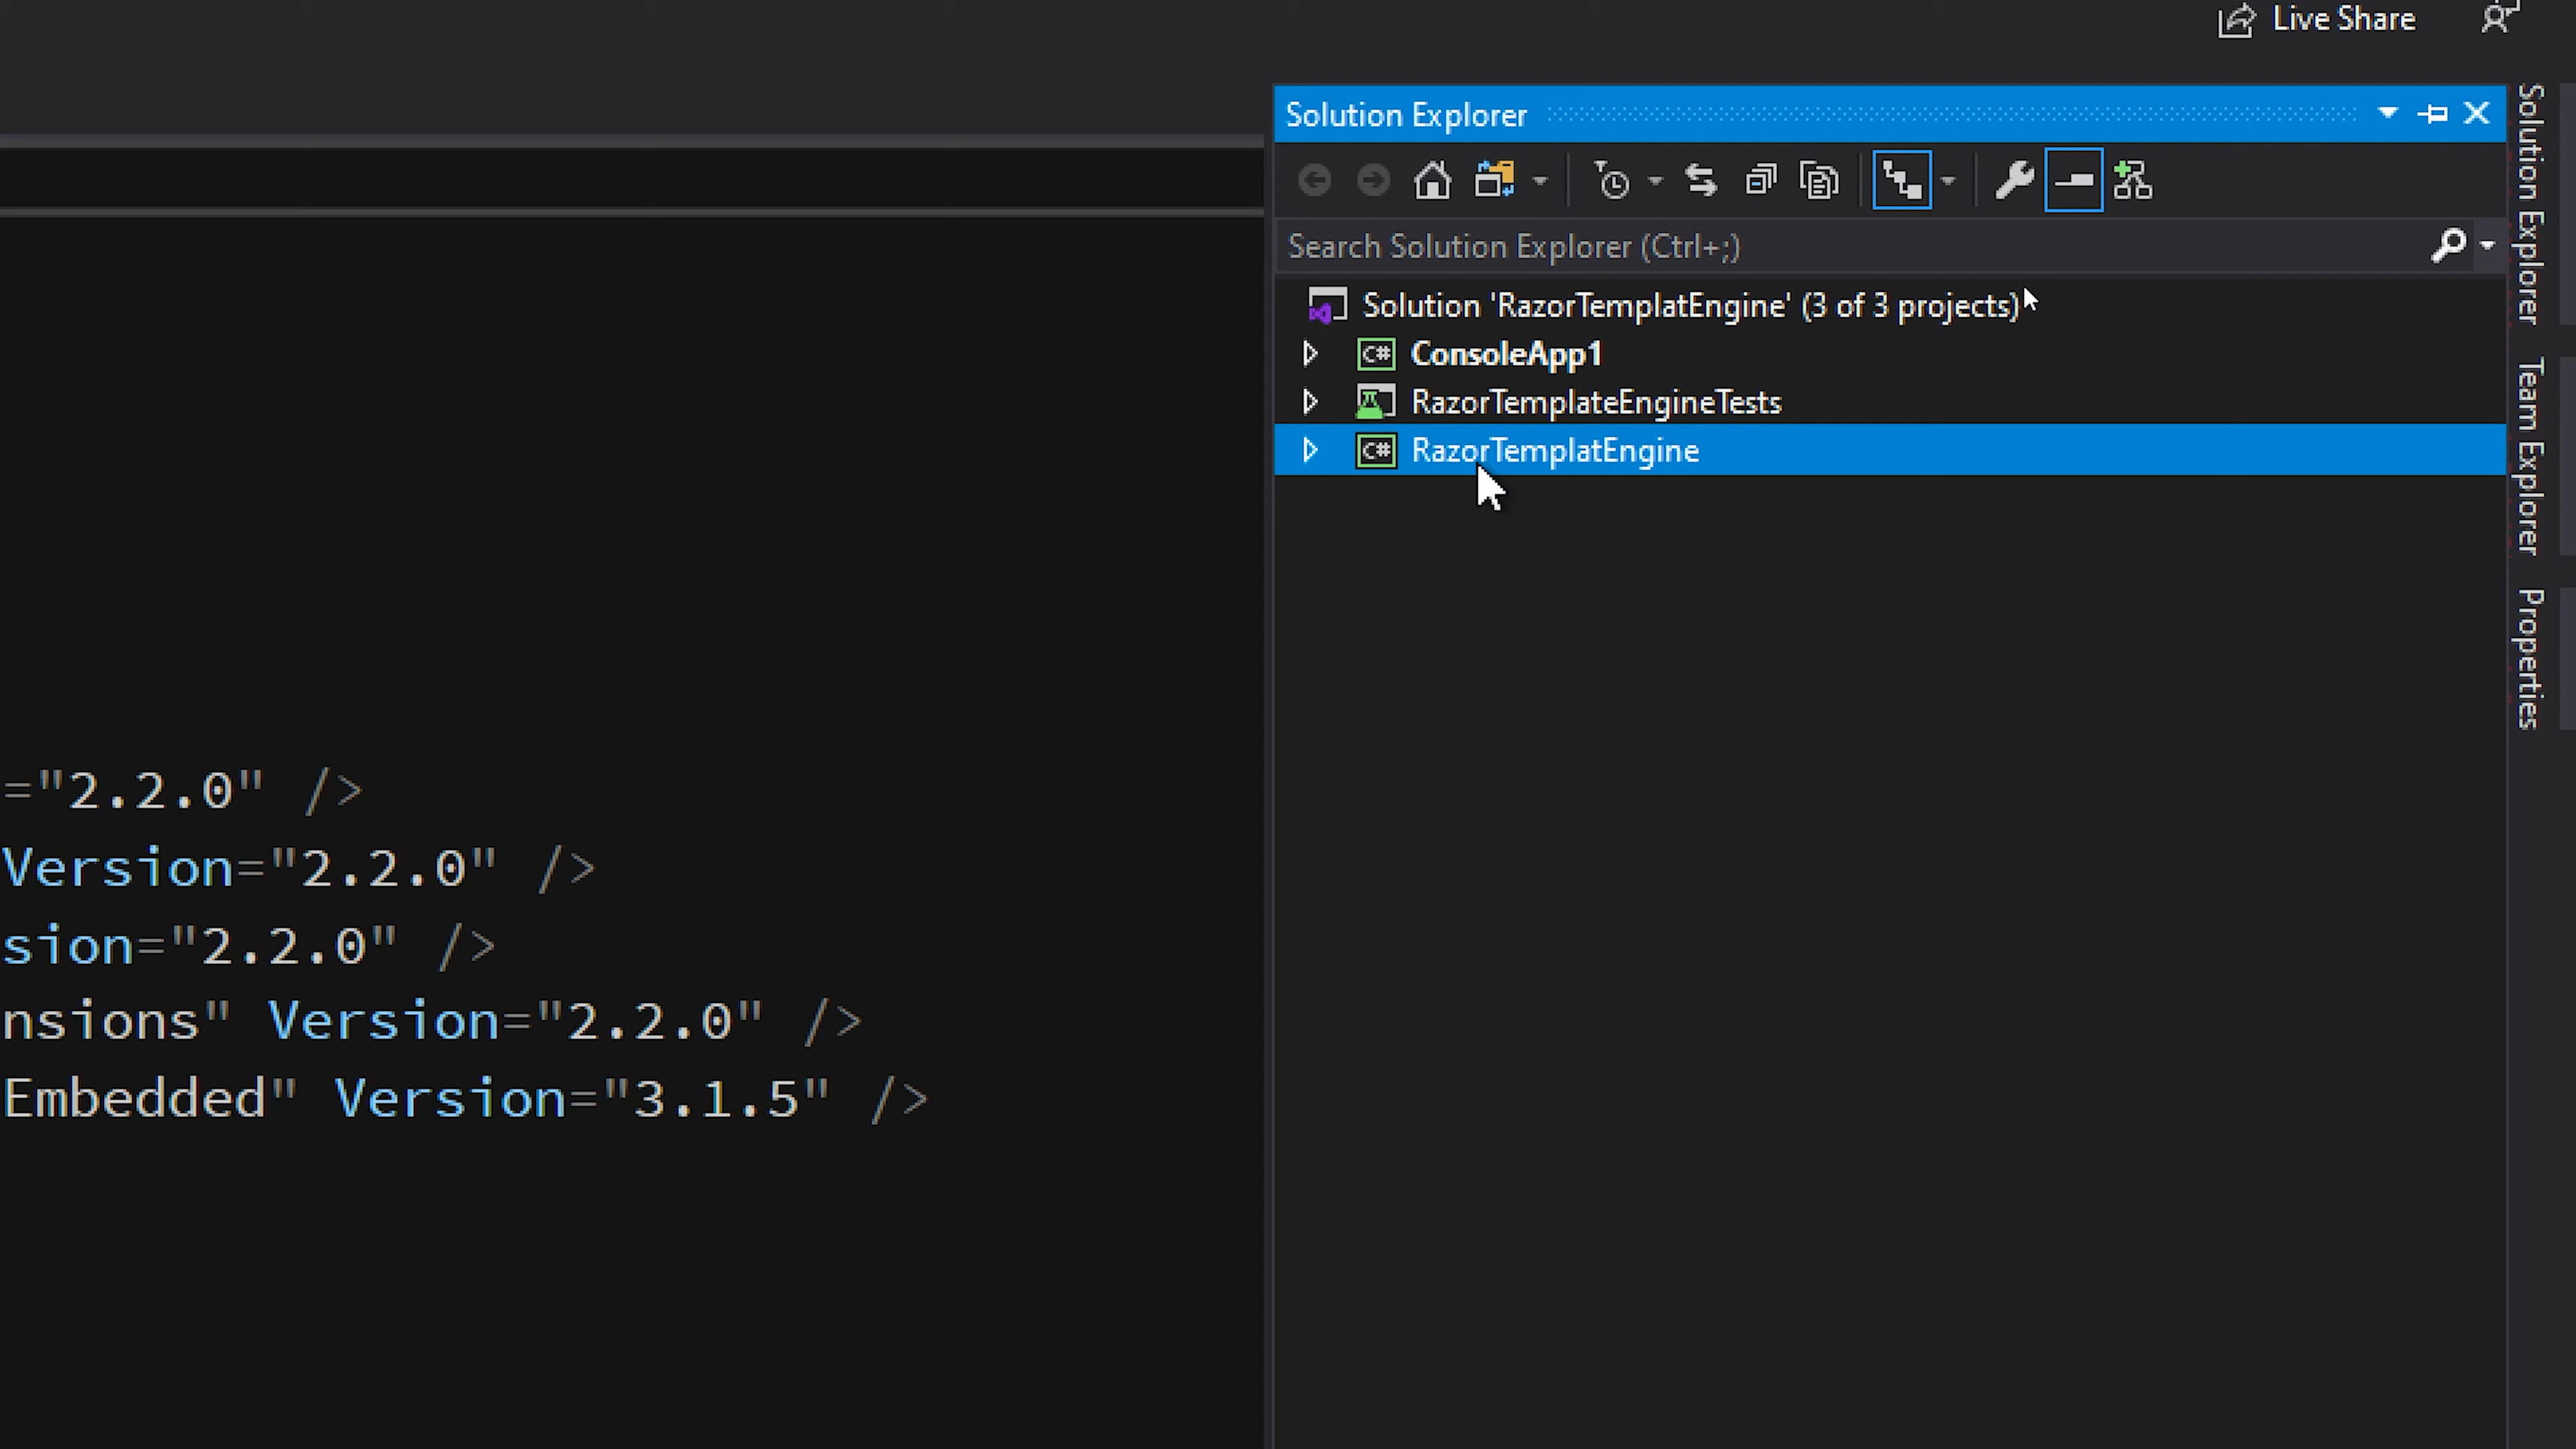 Live Share
Solution Explorer
Search Solution Explorer (Ctrl+;)
Solution 'RazorTemplatEngine' (3 of 3 projects)
C# ConsoleApp1
RazorTemplateEngineTests
C# RazorTemplatEngine
="2.2.0" />
Version="2.2.0" />
sion="2.2.0" />
nsions" Version="2.2.0" />
Embedded" Version="3.1.5" />
Solution Explorer
Team Explorer
Properties